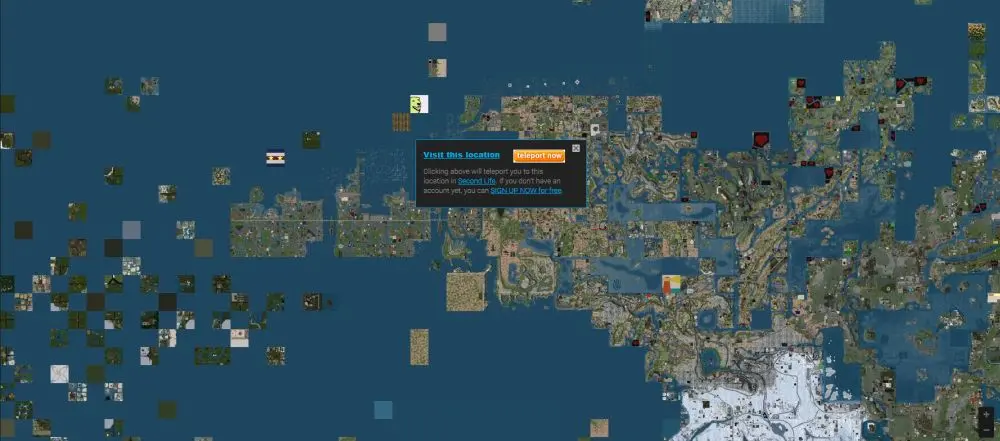 Visit this location
teleport now
Clicking above will teleport you to this
location in Second Life. If you don't have an
account yet, you can SIGN UP NOW for free.